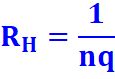 R_H = 1/nq